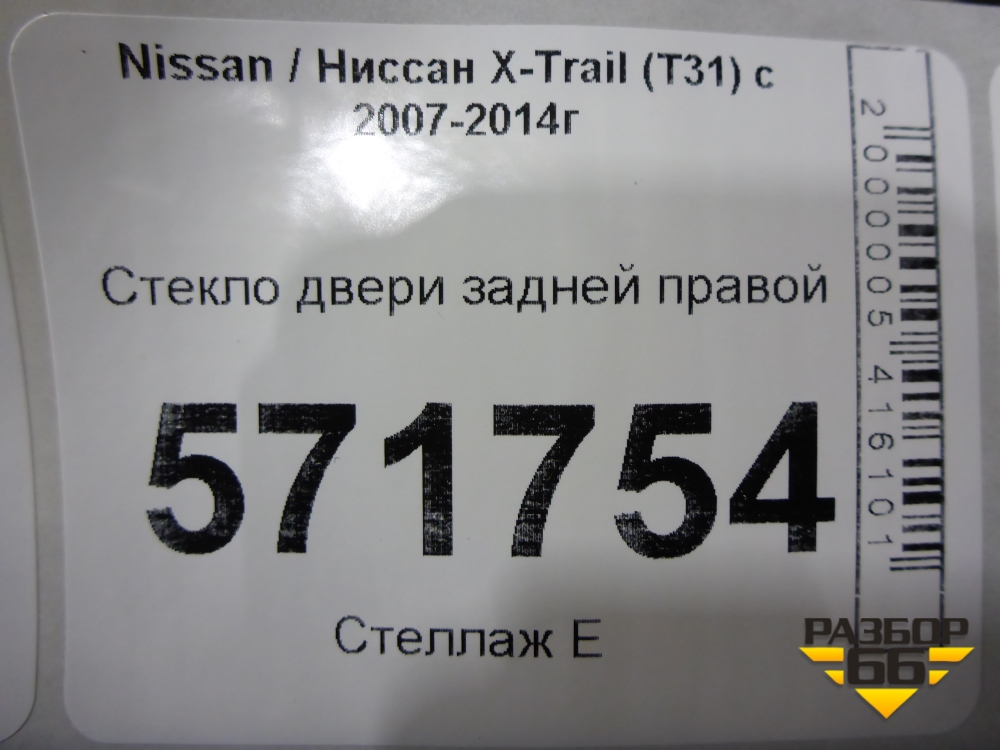 Nissan / Ниссан X-Trail (T31) с
2007-2014г
Стекло двери задней правой
571754
Стеллаж Е
2000005416101
РАЗБОР
66